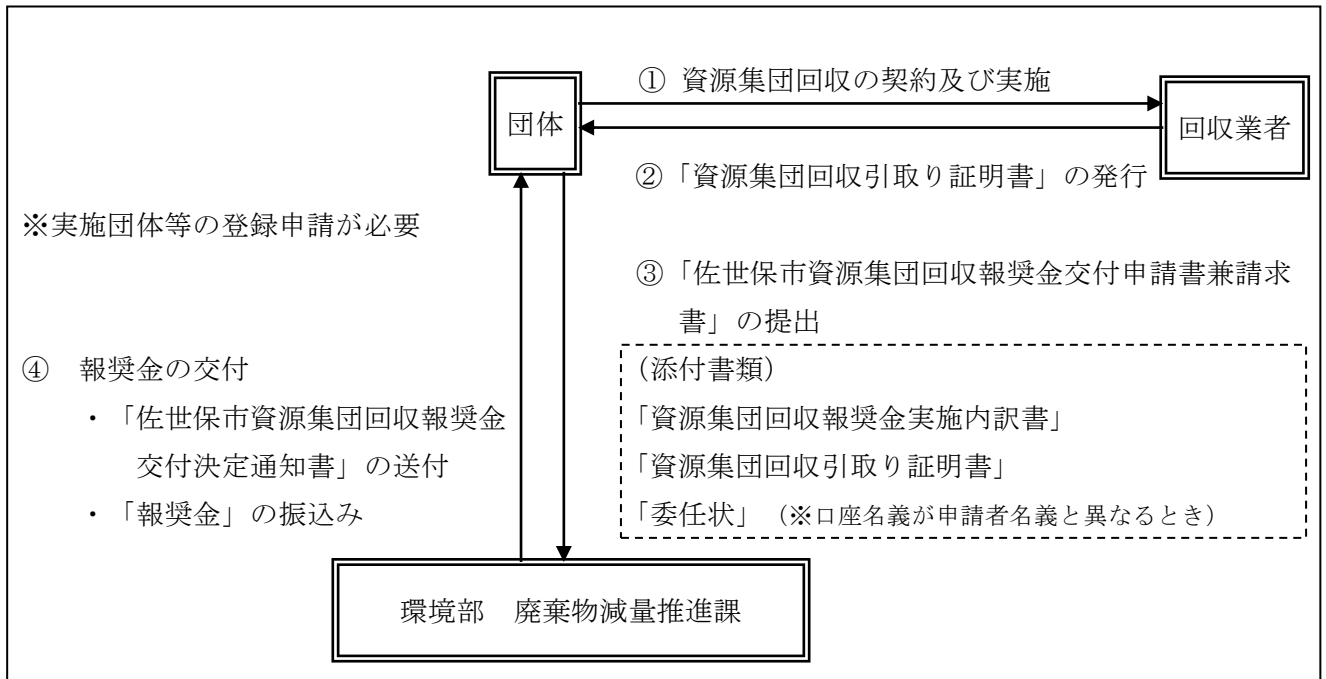 ① 資源集団回収の契約及び実施
団体
回収業者
②「資源集団回収引取り証明書」の発行
※実施団体等の登録申請が必要
③「佐世保市資源集団回収報奨金交付申請書兼請求
書」の提出
④ 報奨金の交付
・「佐世保市資源集団回収報奨金
交付決定通知書」の送付
・「報奨金」の振込み
(添付書類)
「資源集団回収報奨金実施内訳書」
「資源集団回収引取り証明書」
「委任状」(※口座名義が申請者名義と異なるとき)
環境部 廃棄物減量推進課